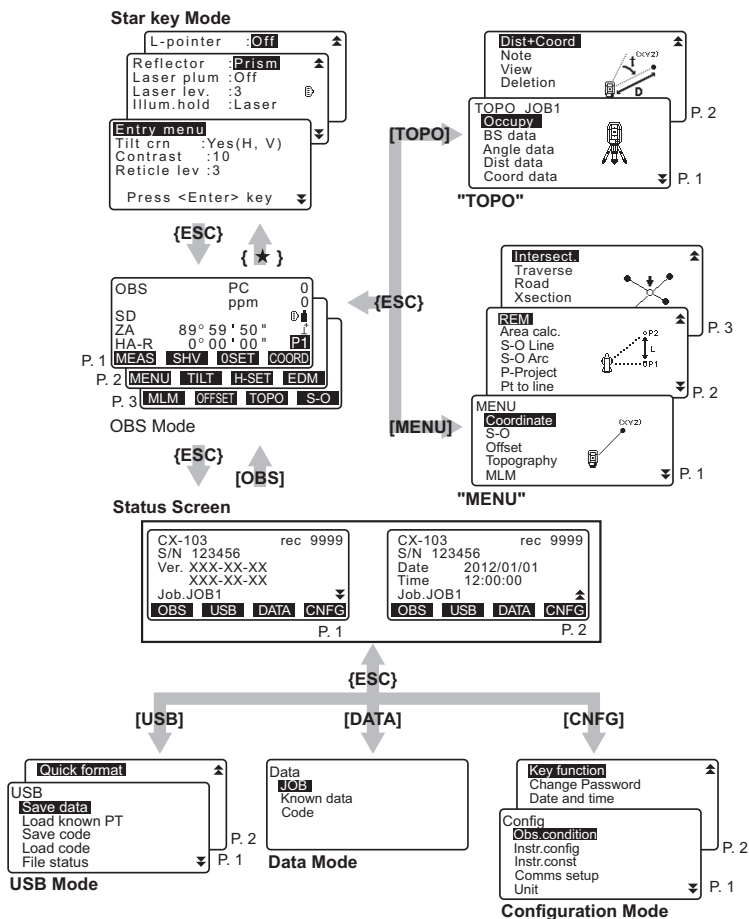 Star key Mode
L-pointer :Off
Reflector :Prism
Laser plum :Off
Laser lev. :3
Illum.hold :Laser
Entry menu
Tilt crn :Yes(H, V)
Contrast :10
Reticle lev :3
Press <Enter> key
{ESC}
{ ★ }
OBS PC 0
ppm 0
SD
ZA 89° 59 ' 50 "
HA-R 0° 00 ' 00 " P1
P. 1 MEAS SHV 0SET COORD
P. 2 MENU TILT H-SET EDM
P. 3 MLM OFFSET TOPO S-O
OBS Mode
{ESC}
[TOPO]
Dist+Coord
Note
View
Deletion
(XYZ)
t
D
P. 2
TOPO JOB1
Occupy
BS data
Angle data
Dist data
Coord data
P. 1
"TOPO"
[MENU]
Intersect.
Traverse
Road
Xsection
P. 3
REM
Area calc.
S-O Line
S-O Arc
P-Project
Pt to line
P2
L
P1
P. 2
MENU
Coordinate
S-O
Offset
Topography
MLM
(XYZ)
P. 1
"MENU"
{ESC}
[OBS]
Status Screen
CX-103 rec 9999
S/N 123456
Ver. XXX-XX-XX
XXX-XX-XX
Job.JOB1
OBS USB DATA CNFG
P. 1
CX-103 rec 9999
S/N 123456
Date 2012/01/01
Time 12:00:00
Job.JOB1
OBS USB DATA CNFG
P. 2
{ESC}
[USB]
[DATA]
[CNFG]
Quick format
P. 2
USB
Save data
Load known PT
Save code
Load code
File status
P. 1
USB Mode
Data
JOB
Known data
Code
Data Mode
Key function
Change Password
Date and time
P. 2
Config
Obs.condition
Instr.config
Instr.const
Comms setup
Unit
P. 1
Configuration Mode